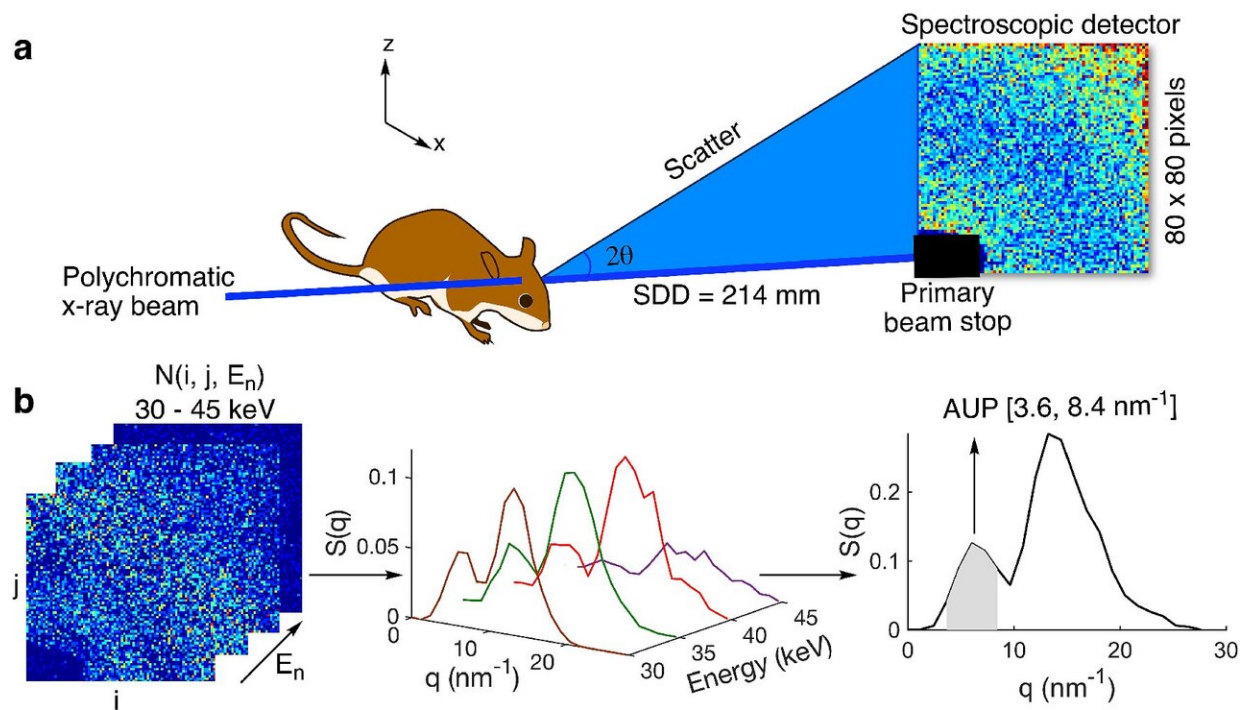 a
z
x
Spectroscopic detector
80 x 80 pixels
Scatter
2θ
Polychromatic
x-ray beam
SDD = 214 mm
Primary
beam stop
b
N(i, j, Eₙ)
30 - 45 keV
j
i
Eₙ
S(q)
0.1
0.05
0
0
10
20
q (nm⁻¹)
30
35
40
45
Energy (keV)
AUP [3.6, 8.4 nm⁻¹]
S(q)
0.2
0.1
0
0
10
20
30
q (nm⁻¹)